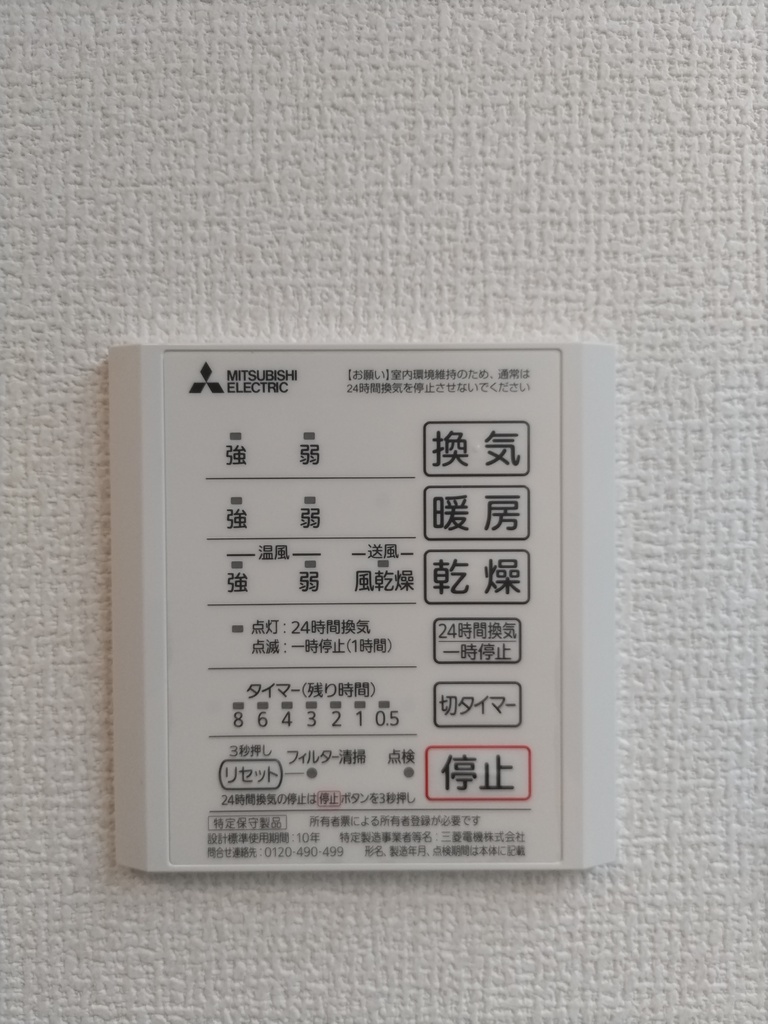 MITSUBISHI
ELECTRIC
【お願い】室内環境維持のため、通常は
24時間換気を停止させないでください
強 弱 換気
強 弱 暖房
温風 送風
強 弱 風乾燥 乾燥
点灯:24時間換気
点滅:一時停止(1時間)
24時間換気
一時停止
タイマー(残り時間)
8 6 4 3 2 1 0.5
切タイマー
3秒押し
リセット フィルター清掃 点検
停止
24時間換気の停止は停止ボタンを3秒押し
特定保守製品 所有者票による所有者登録が必要です
設計標準使用期間:10年 特定製造事業者等名:三菱電機株式会社
問合せ連絡先:0120-490-499 形名、製造年月、点検期間は本体に記載